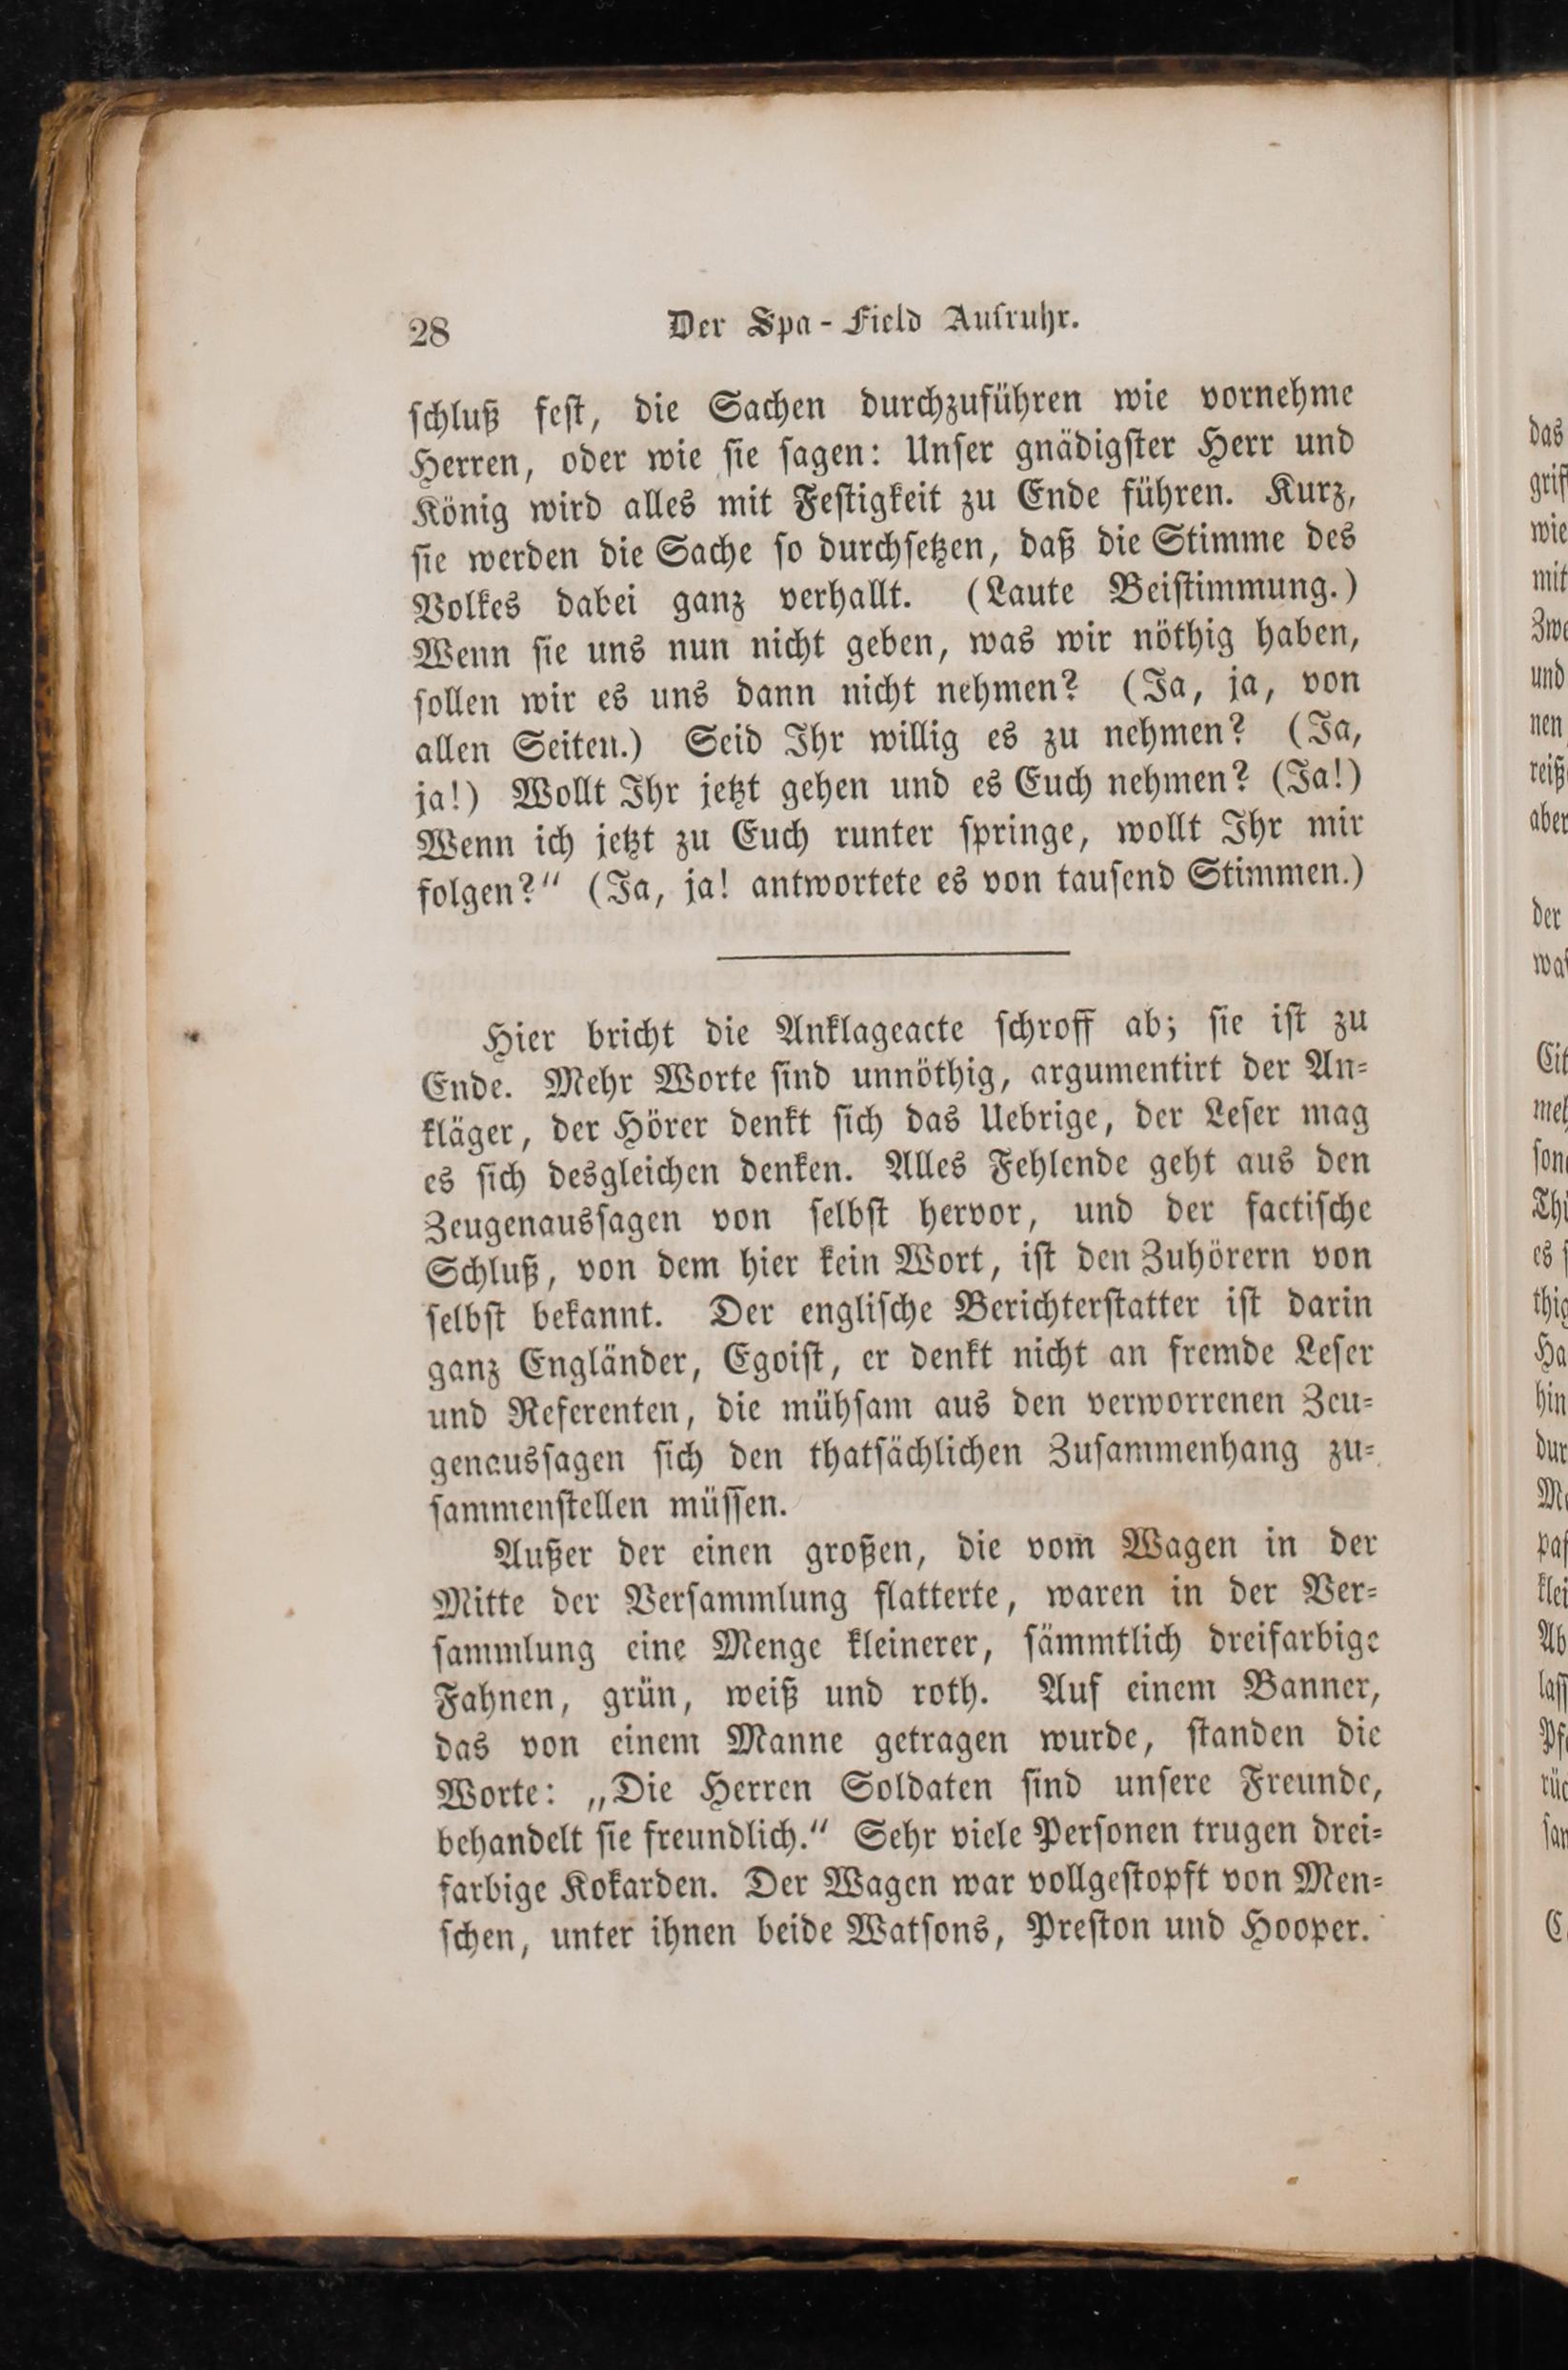 28 Der Spa-Field Aufruhr.
ſchluß feſt, die Sachen durchzuführen wie vornehme
Herren, oder wie ſie ſagen: Unſer gnädigſter Herr und
König wird alles mit Feſtigkeit zu Ende führen. Kurz,
ſie werden die Sache ſo durchſetzen, daß die Stimme des
Volkes dabei ganz verhallt. (Laute Beiſtimmung.)
Wenn ſie uns nun nicht geben, was wir nöthig haben,
ſollen wir es uns dann nicht nehmen? (Ja, ja, von
allen Seiten.) Seid Ihr willig es zu nehmen? (Ja,
ja!) Wollt Ihr jetzt gehen und es Euch nehmen? (Ja!)
Wenn ich jetzt zu Euch runter ſpringe, wollt Ihr mir
folgen?“ (Ja, ja! antwortete es von tauſend Stimmen.)
Hier bricht die Anklageacte ſchroff ab; ſie iſt zu
Ende. Mehr Worte ſind unnöthig, argumentirt der An-
kläger, der Hörer denkt ſich das Uebrige, der Leſer mag
es ſich desgleichen denken. Alles Fehlende geht aus den
Zeugenausſagen von ſelbſt hervor, und der factiſche
Schluß, von dem hier kein Wort, iſt den Zuhörern von
ſelbſt bekannt. Der engliſche Berichterſtatter iſt darin
ganz Engländer, Egoiſt, er denkt nicht an fremde Leſer
und Referenten, die mühſam aus den verworrenen Zeu-
genausſagen ſich den thatſächlichen Zuſammenhang zu-
ſammenſtellen müſſen.
Außer der einen großen, die vom Wagen in der
Mitte der Verſammlung flatterte, waren in der Ver-
ſammlung eine Menge kleinerer, ſämmtlich dreifarbige
Fahnen, grün, weiß und roth. Auf einem Banner,
das von einem Manne getragen wurde, ſtanden die
Worte: „Die Herren Soldaten ſind unſere Freunde,
behandelt ſie freundlich.“ Sehr viele Perſonen trugen drei-
farbige Kokarden. Der Wagen war vollgeſtopft von Men-
ſchen, unter ihnen beide Watſons, Preſton und Hooper.